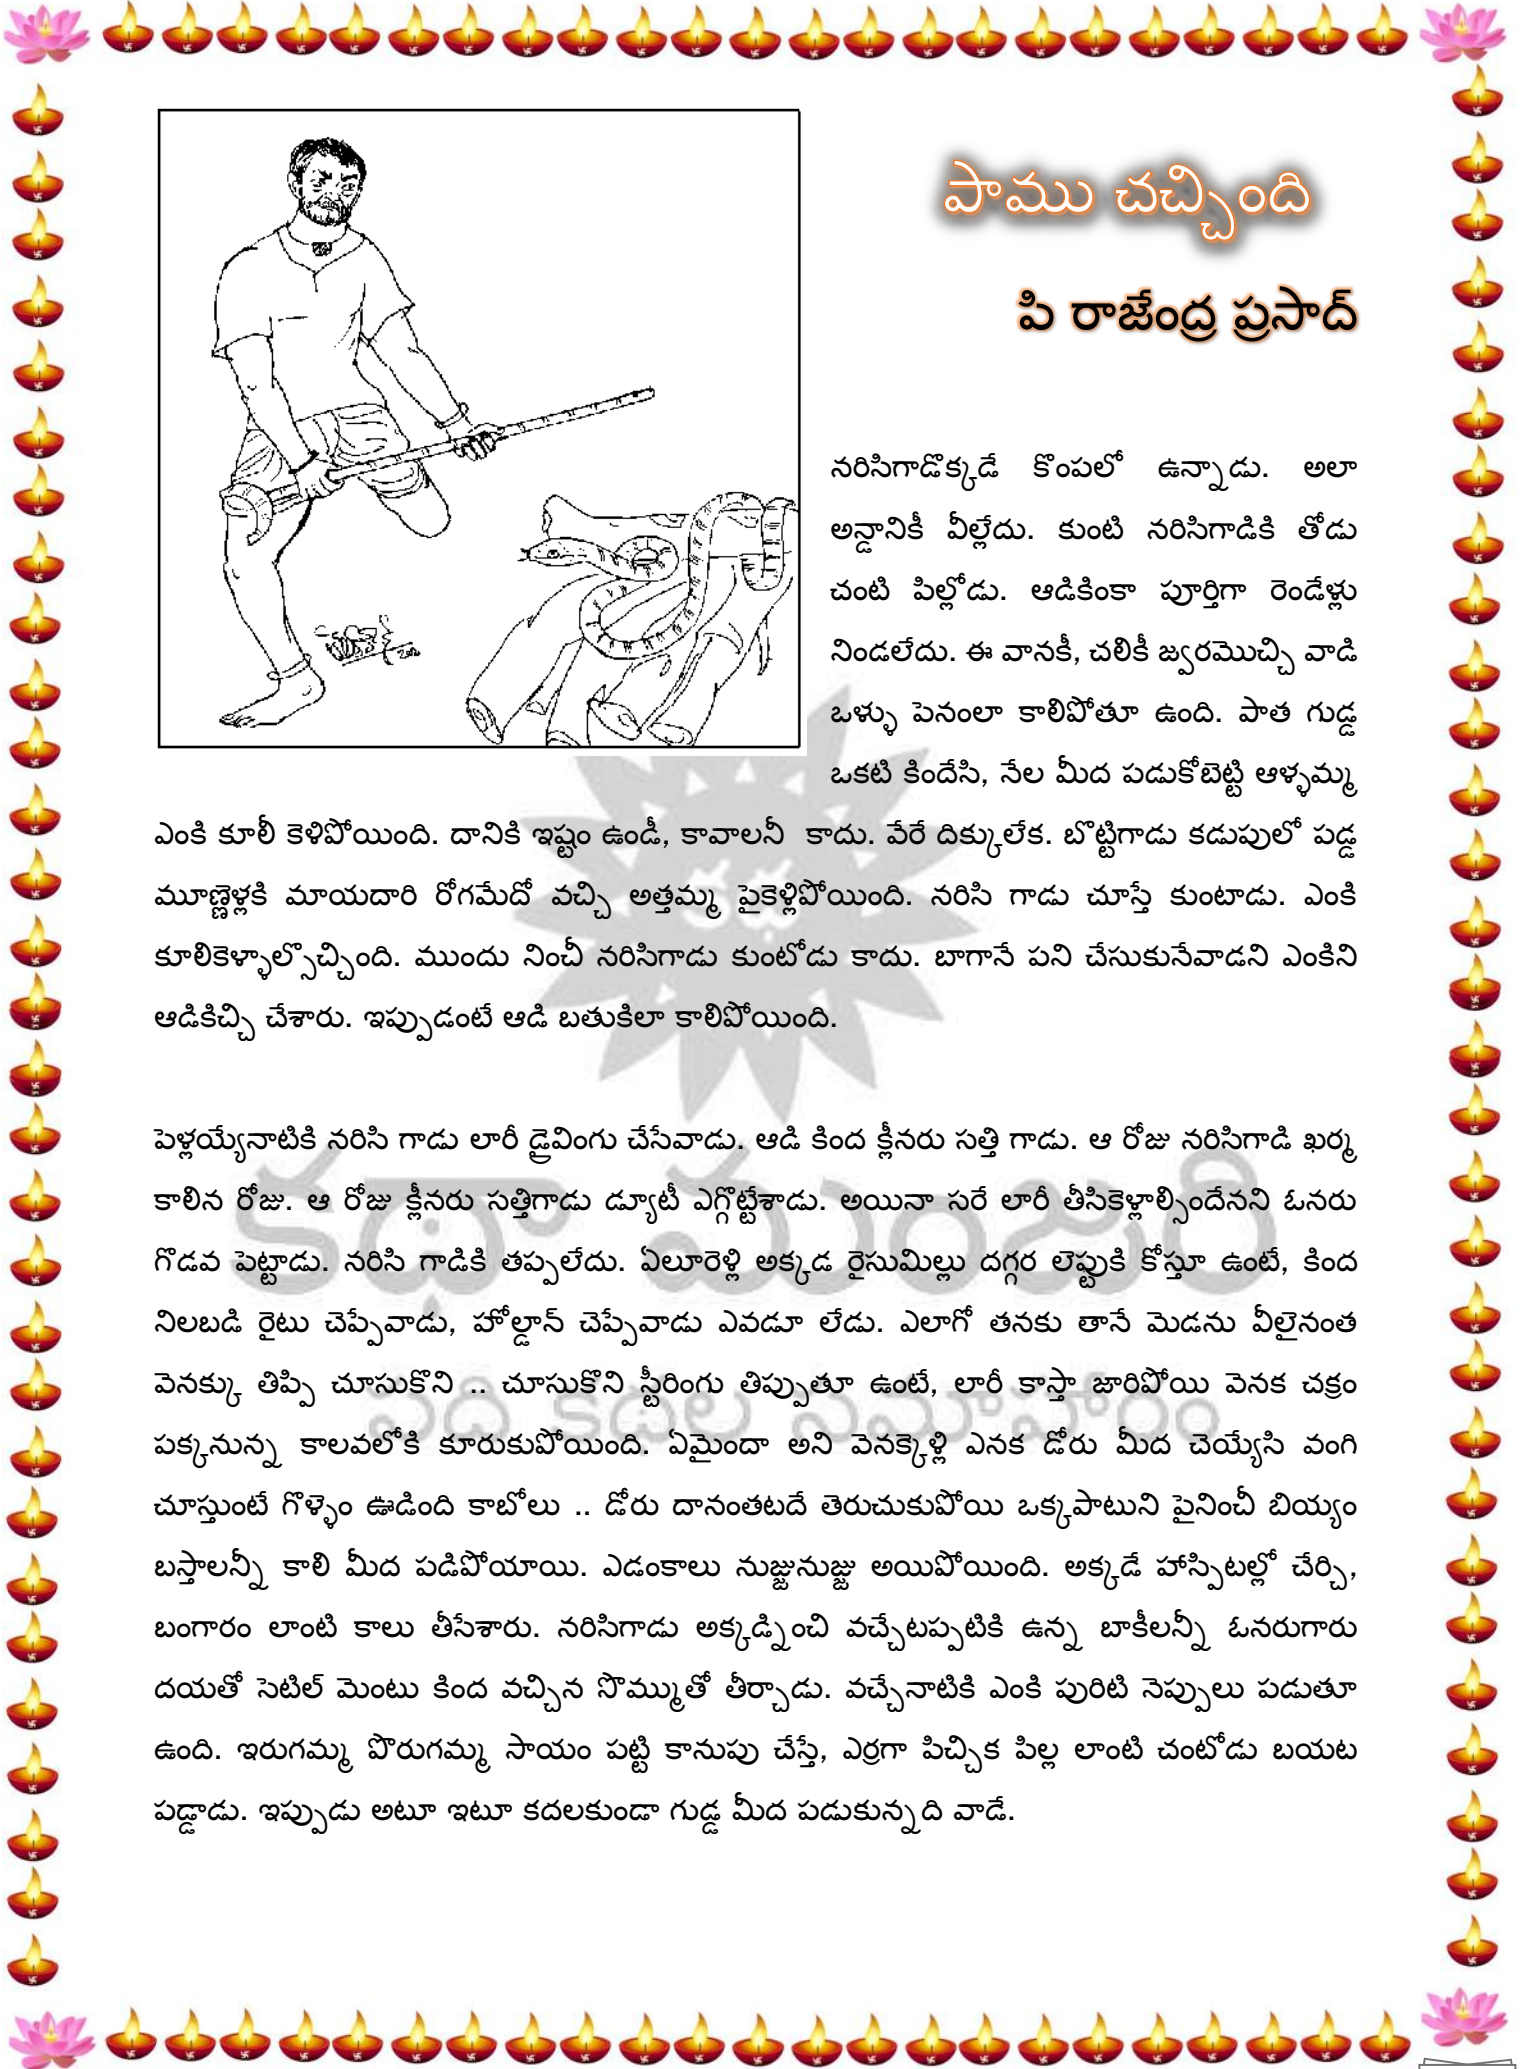 పాము చచ్చింది
పి రాజేంద్ర ప్రసాద్
నరిసిగాడొక్కడే కొంపలో ఉన్నాడు. అలా
అన్డానికీ వీల్లేదు. కుంటి నరిసిగాడికి తోడు
చంటి పిల్లోడు. ఆడికింకా పూర్తిగా రెండేళ్లు
నిండలేదు. ఈ వానకీ, చలికీ జ్వరమొచ్చి వాడి
ఒళ్ళు పెనంలా కాలిపోతూ ఉంది. పాత గుడ్డ
ఒకటి కిందేసి, నేల మీద పడుకోబెట్టి ఆళ్ళమ్మ
ఎంకి కూలీ కెళిపోయింది. దానికి ఇష్టం ఉండీ, కావాలనీ కాదు. వేరే దిక్కులేక. బొట్టిగాడు కడుపులో పడ్డ
మూణ్ణెళ్లకి మాయదారి రోగమేదో వచ్చి అత్తమ్మ పైకెళ్లిపోయింది. నరిసి గాడు చూస్తే కుంటాడు. ఎంకి
కూలికెళ్ళాల్సొచ్చింది. ముందు నించీ నరిసిగాడు కుంటోడు కాదు. బాగానే పని చేసుకునేవాడని ఎంకిని
ఆడికిచ్చి చేశారు. ఇప్పుడంటే ఆడి బతుకిలా కాలిపోయింది.
పెళ్లయ్యేనాటికి నరిసి గాడు లారీ డ్రైవింగు చేసేవాడు. ఆడి కింద క్లీనరు సత్తి గాడు. ఆ రోజు నరిసిగాడి ఖర్మ
కాలిన రోజు. ఆ రోజు క్లీనరు సత్తిగాడు డ్యూటీ ఎగ్గొట్టేశాడు. అయినా సరే లారీ తీసికెళ్లాల్సిందేనని ఓనరు
గొడవ పెట్టాడు. నరిసి గాడికి తప్పలేదు. ఏలూరెళ్లి అక్కడ రైసుమిల్లు దగ్గర లెఫ్టుకి కోస్తూ ఉంటే, కింద
నిలబడి రైటు చెప్పేవాడు, హోల్డాన్ చెప్పేవాడు ఎవడూ లేడు. ఎలాగో తనకు తానే మెడను వీలైనంత
వెనక్కు తిప్పి చూసుకొని .. చూసుకొని స్టీరింగు తిప్పుతూ ఉంటే, లారీ కాస్తా జారిపోయి వెనక చక్రం
పక్కనున్న కాలవలోకి కూరుకుపోయింది. ఏమైందా అని వెనక్కెళ్లి ఎనక డోరు మీద చెయ్యేసి వంగి
చూస్తుంటే గొళ్ళెం ఊడింది కాబోలు .. డోరు దానంతటదే తెరుచుకుపోయి ఒక్కపాటుని పైనించీ బియ్యం
బస్తాలన్నీ కాలి మీద పడిపోయాయి. ఎడంకాలు నుజ్జునుజ్జు అయిపోయింది. అక్కడే హాస్పిటల్లో చేర్చి,
బంగారం లాంటి కాలు తీసేశారు. నరిసిగాడు అక్కడ్నించి వచ్చేటప్పటికి ఉన్న బాకీలన్నీ ఓనరుగారు
దయతో సెటిల్ మెంటు కింద వచ్చిన సొమ్ముతో తీర్చాడు. వచ్చేనాటికి ఎంకి పురిటి నెప్పులు పడుతూ
ఉంది. ఇరుగమ్మ పొరుగమ్మ సాయం పట్టి కానుపు చేస్తే, ఎర్రగా పిచ్చిక పిల్ల లాంటి చంటోడు బయట
పడ్డాడు. ఇప్పుడు అటూ ఇటూ కదలకుండా గుడ్డ మీద పడుకున్నది వాడే.
కథ
కథా మంజరి
పది కథల సమాహారం